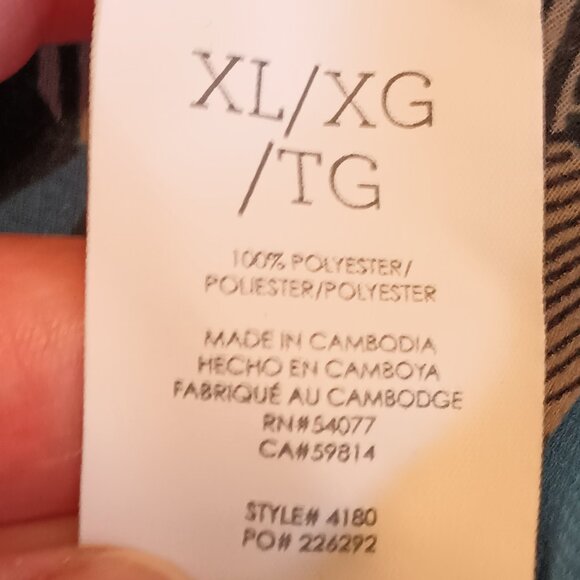 XL/XG
/TG
100% POLYESTER/
POLIESTER/POLYESTER
MADE IN CAMBODIA
HECHO EN CAMBOYA
FABRIQUÉ AU CAMBODGE
RN#54077
CA#59814
STYLE# 4180
PO# 226292